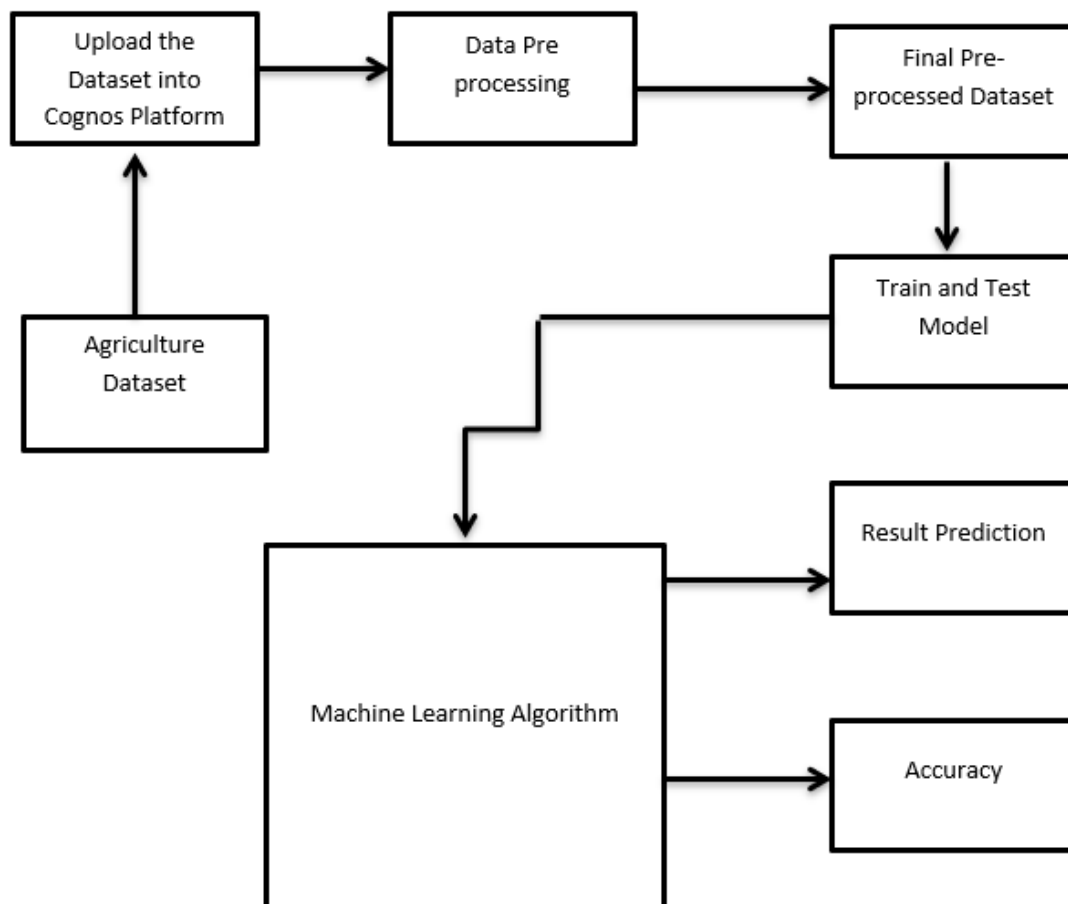 Upload the
Dataset into
Cognos Platform
Data Pre
processing
Final Pre-
processed Dataset
Agriculture
Dataset
Train and Test
Model
Result Prediction
Machine Learning Algorithm
Accuracy